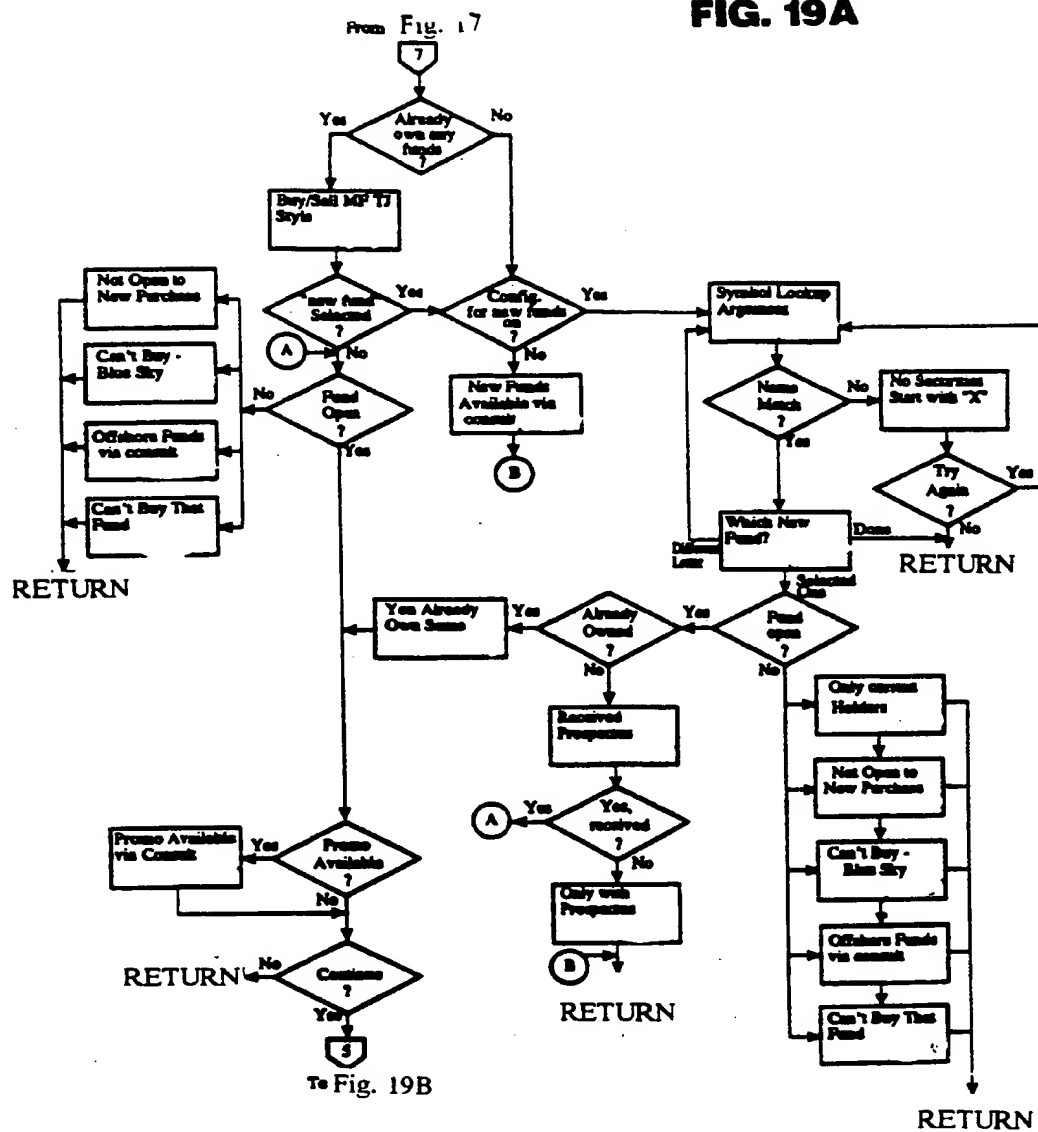 FIG. 19A
From Fig. 17
7
Already
own any
funds
?
Yes
No
Buy/Sell MF TJ
Style
"new fund"
Selected
?
Yes
No
A
Config.
for new funds
on
?
Yes
No
Symbol Lookup
Argument
Not Open to
New Purchase
Can't Buy -
Blue Sky
Offshore Funds
via consult
Can't Buy That
Fund
RETURN
No
Fund
Open
?
Yes
New Funds
Available via
consult
B
Name
Match
?
No
Yes
No Securities
Start with "X"
Try
Again
?
Yes
No
RETURN
Which New
Fund?
Done
Different
Letter
Selected
One
Fund
open
?
Yes
No
Already
Owned
?
Yes
No
You Already
Own Some
Received
Prospectus
Yes,
received
?
Yes
A
No
Only with
Prospectus
B
RETURN
Only current
Holders
Not Open to
New Purchase
Can't Buy -
Blue Sky
Offshore Funds
via consult
Can't Buy That
Fund
RETURN
Promo Available
via Consult
Yes
Promo
Available
?
No
Continue
?
No
RETURN
Yes
5
To Fig. 19B